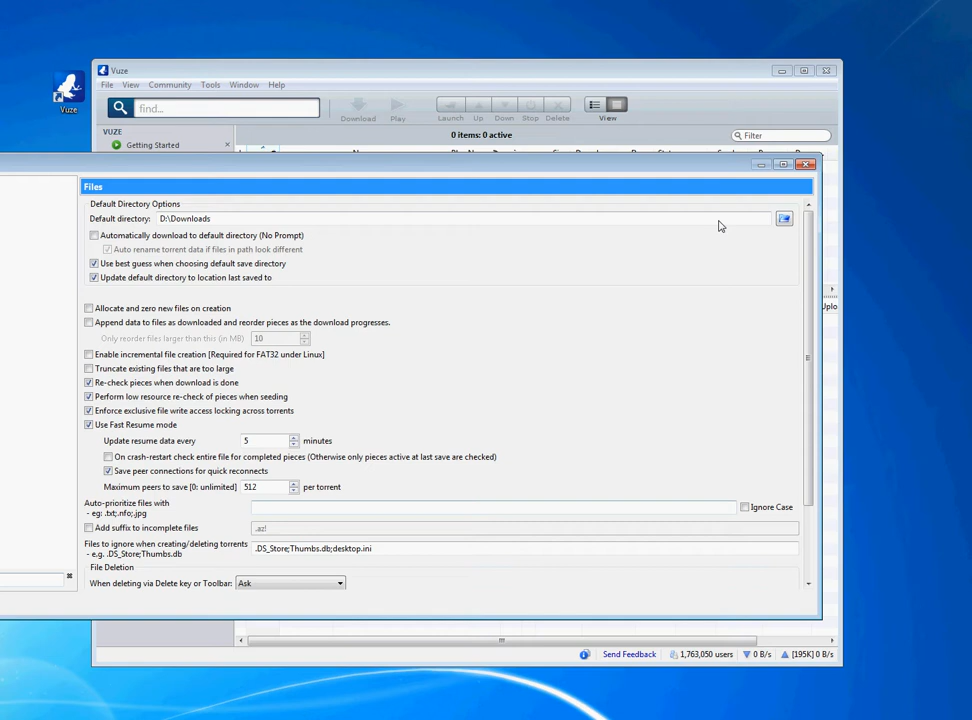 Vuze
File View Community Tools Window Help
Vuze
find...
Download Play Launch Up Down Stop Delete View
VUZE
0 items: 0 active
Filter
Getting Started
Files
Default Directory Options
Default directory: D:\Downloads
Automatically download to default directory (No Prompt)
Auto rename torrent data if files in path look different
Use best guess when choosing default save directory
Update default directory to location last saved to
Allocate and zero new files on creation
Append data to files as downloaded and reorder pieces as the download progresses.
Only reorder files larger than this (in MB) 10
Uplo
Enable incremental file creation [Required for FAT32 under Linux]
Truncate existing files that are too large
Re-check pieces when download is done
Perform low resource re-check of pieces when seeding
Enforce exclusive file write access locking across torrents
Use Fast Resume mode
Update resume data every 5 minutes
On crash-restart check entire file for completed pieces (Otherwise only pieces active at last save are checked)
Save peer connections for quick reconnects
Maximum peers to save [0: unlimited] 512 per torrent
Auto-prioritize files with
- eg: .txt;.nfo;.jpg
Ignore Case
Add suffix to incomplete files .az!
Files to ignore when creating/deleting torrents
- e.g. .DS_Store;Thumbs.db
.DS_Store;Thumbs.db;desktop.ini
File Deletion
When deleting via Delete key or Toolbar: Ask
Send Feedback 1,763,050 users 0 B/s [195K] 0 B/s